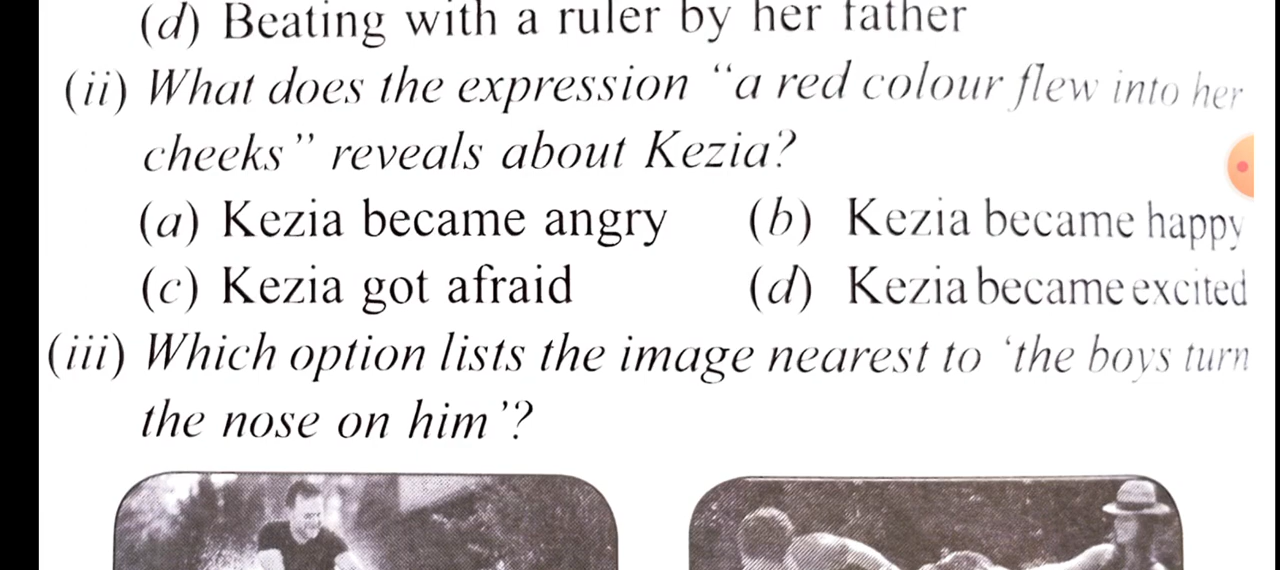 (d) Beating with a ruler by her father
(ii) What does the expression “a red colour flew into her
cheeks” reveals about Kezia?
(a) Kezia became angry (b) Kezia became happy
(c) Kezia got afraid (d) Kezia became excited
(iii) Which option lists the image nearest to ‘the boys turn
the nose on him’?